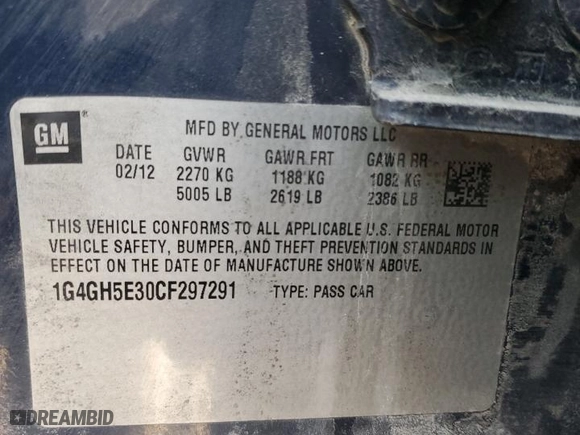 GM
MFD BY GENERAL MOTORS LLC
DATE GVWR GAWR FRT GAWR RR
02/12 2270 KG 1188 KG 1082 KG
5005 LB 2619 LB 2386 LB
THIS VEHICLE CONFORMS TO ALL APPLICABLE U.S. FEDERAL MOTOR
VEHICLE SAFETY, BUMPER, AND THEFT PREVENTION STANDARDS IN
EFFECT ON THE DATE OF MANUFACTURE SHOWN ABOVE.
1G4GH5E30CF297291 TYPE: PASS CAR
DREAMBID